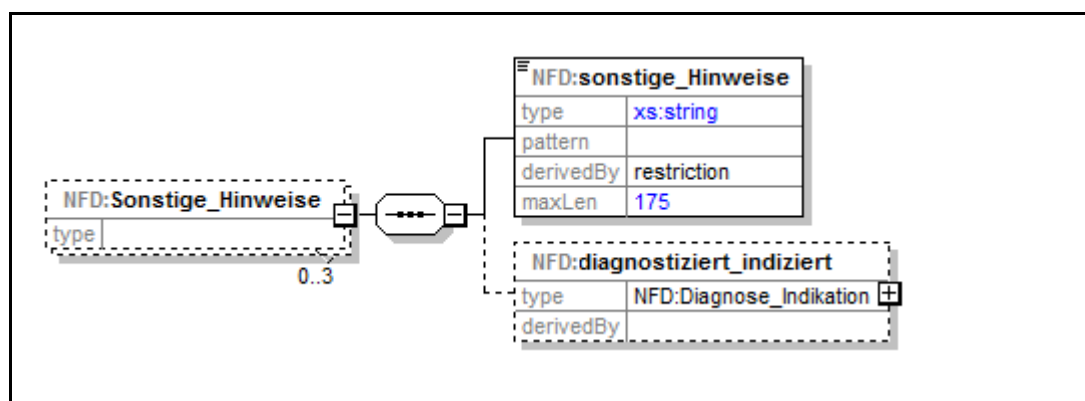 NFD:sonstige_Hinweise
type xs:string
pattern
derivedBy restriction
maxLen 175
NFD:Sonstige_Hinweise
type
0..3
NFD:diagnostiziert_indiziert
type NFD:Diagnose_Indikation
derivedBy